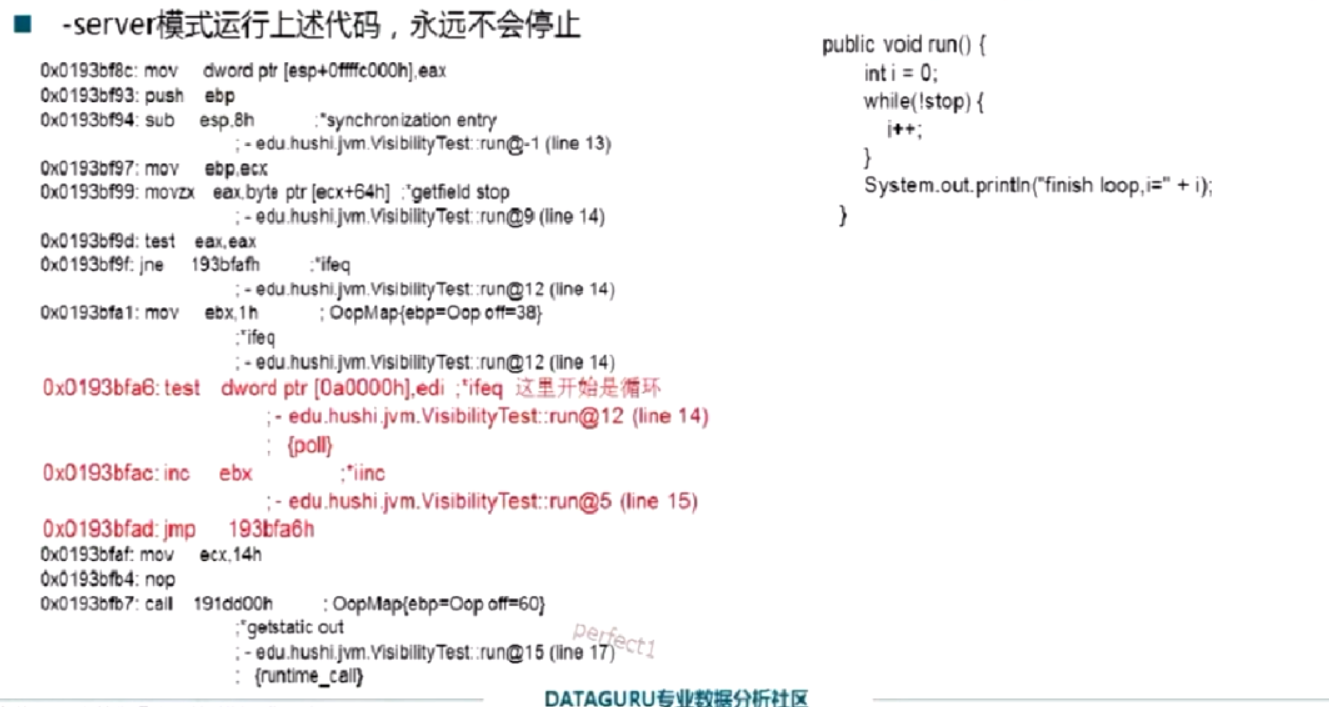 -server模式运行上述代码，永远不会停止
0x0193bf8c: mov dword ptr [esp+0ffffc000h],eax
0x0193bf93: push ebp
0x0193bf94: sub esp,8h ;*synchronization entry
; - edu.hushi.jvm.VisibilityTest::run@-1 (line 13)
0x0193bf97: mov ebp,ecx
0x0193bf99: movzx eax,byte ptr [ecx+64h] ;*getfield stop
; - edu.hushi.jvm.VisibilityTest::run@9 (line 14)
0x0193bf9d: test eax,eax
0x0193bf9f: jne 193bfafh ;*ifeq
; - edu.hushi.jvm.VisibilityTest::run@12 (line 14)
0x0193bfa1: mov ebx,1h ; OopMap{ebp=Oop off=38}
;*ifeq
; - edu.hushi.jvm.VisibilityTest::run@12 (line 14)
0x0193bfa6: test dword ptr [0a0000h],edi ;*ifeq 这里开始是循环
; - edu.hushi.jvm.VisibilityTest::run@12 (line 14)
; {poll}
0x0193bfac: inc ebx ;*iinc
; - edu.hushi.jvm.VisibilityTest::run@5 (line 15)
0x0193bfad: jmp 193bfa6h
0x0193bfaf: mov ecx,14h
0x0193bfb4: nop
0x0193bfb7: call 191dd00h ; OopMap{ebp=Oop off=60}
;*getstatic out
; - edu.hushi.jvm.VisibilityTest::run@15 (line 17)
; {runtime_call}
public void run() {
int i = 0;
while(!stop) {
i++;
}
System.out.println("finish loop,i=" + i);
}
perfect1
DATAGURU专业数据分析社区